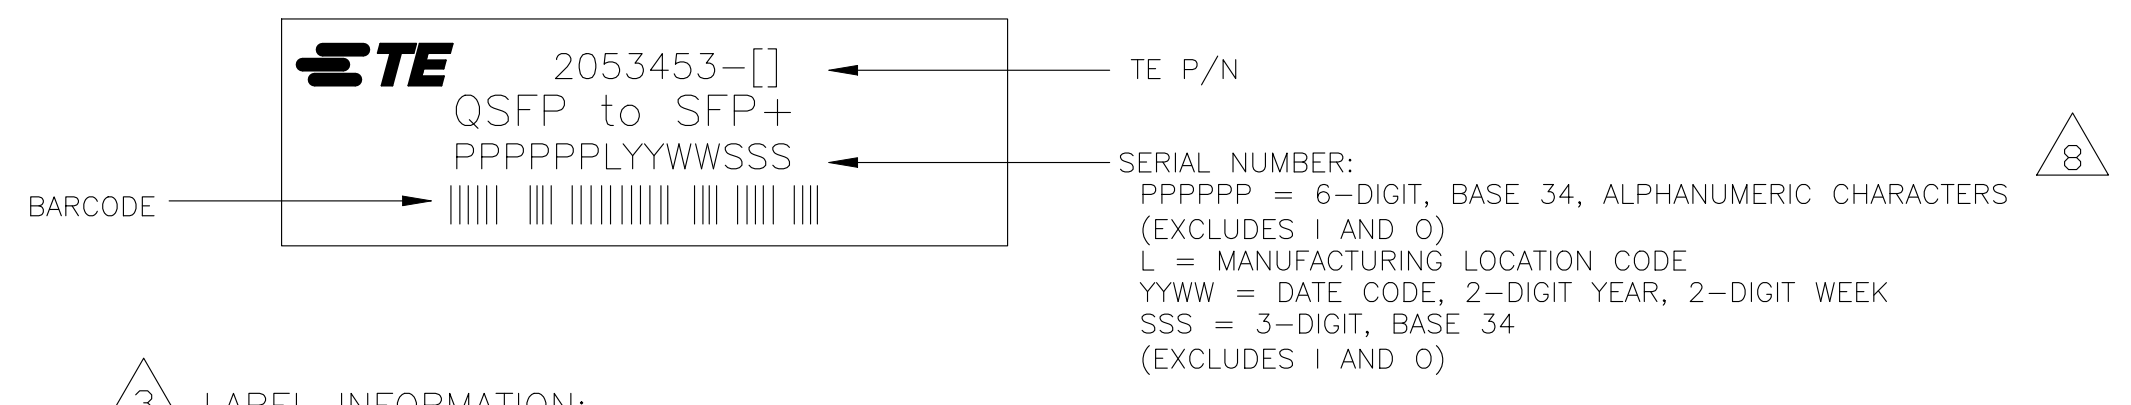 TE 2053453-[]
TE P/N
QSFP to SFP+
PPPPPPLYYWWSSS
BARCODE
SERIAL NUMBER:
8
PPPPPP = 6-DIGIT, BASE 34, ALPHANUMERIC CHARACTERS
(EXCLUDES I AND O)
L = MANUFACTURING LOCATION CODE
YYWW = DATE CODE, 2-DIGIT YEAR, 2-DIGIT WEEK
SSS = 3-DIGIT, BASE 34
(EXCLUDES I AND O)
3 LABEL INFORMATION: